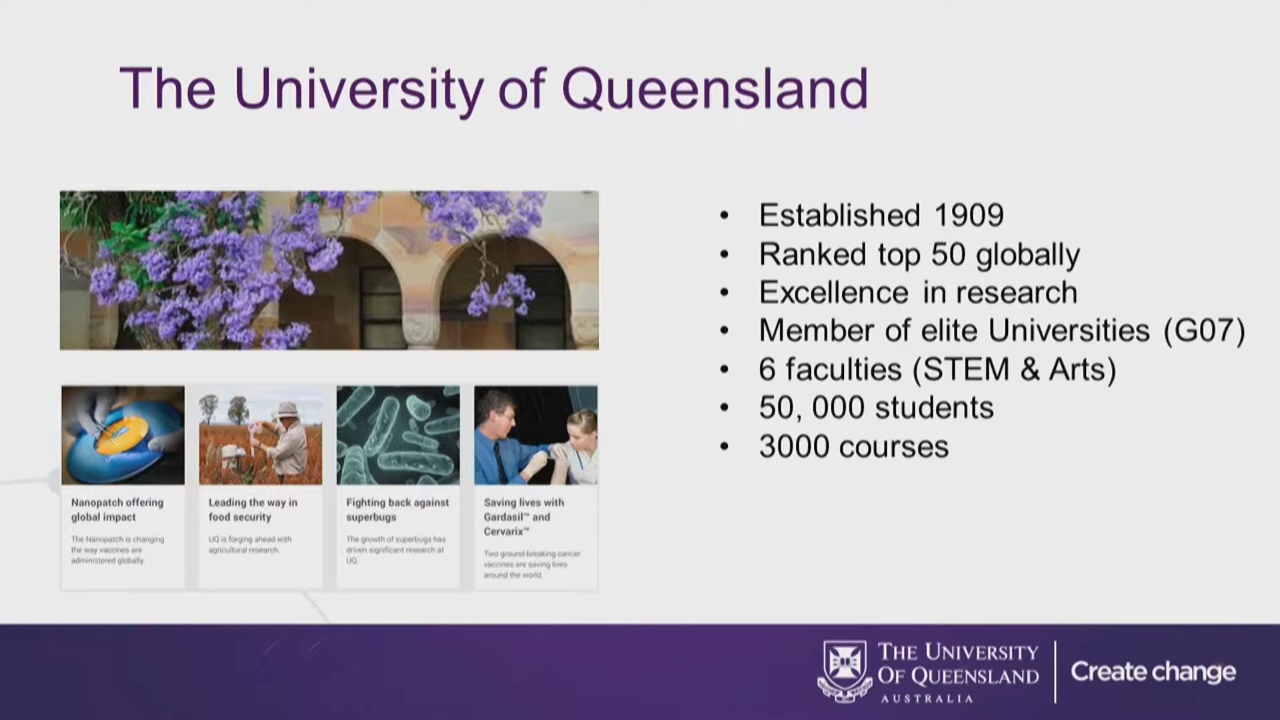 The University of Queensland
• Established 1909
• Ranked top 50 globally
• Excellence in research
• Member of elite Universities (G07)
• 6 faculties (STEM & Arts)
• 50, 000 students
• 3000 courses
Nanopatch offering
global impact
The Nanopatch is changing
the way vaccines are
administered globally.
Leading the way in
food security
UQ is forging ahead with
agricultural research.
Fighting back against
superbugs
The growth of superbugs has
driven significant research at
UQ.
Saving lives with
Gardasil™ and
Cervarix™
Two ground-breaking cancer
vaccines are saving lives
around the world.
THE UNIVERSITY
OF QUEENSLAND
AUSTRALIA
Create change